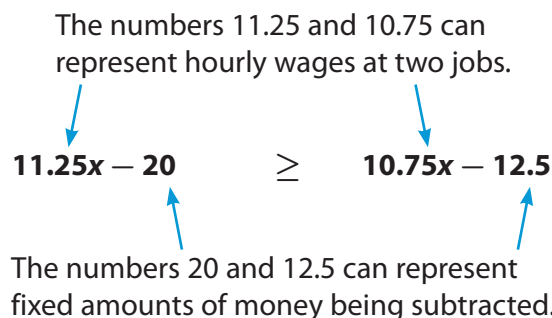 The numbers 11.25 and 10.75 can
represent hourly wages at two jobs.
11.25x − 20 ≥ 10.75x − 12.5
The numbers 20 and 12.5 can represent
fixed amounts of money being subtracted.